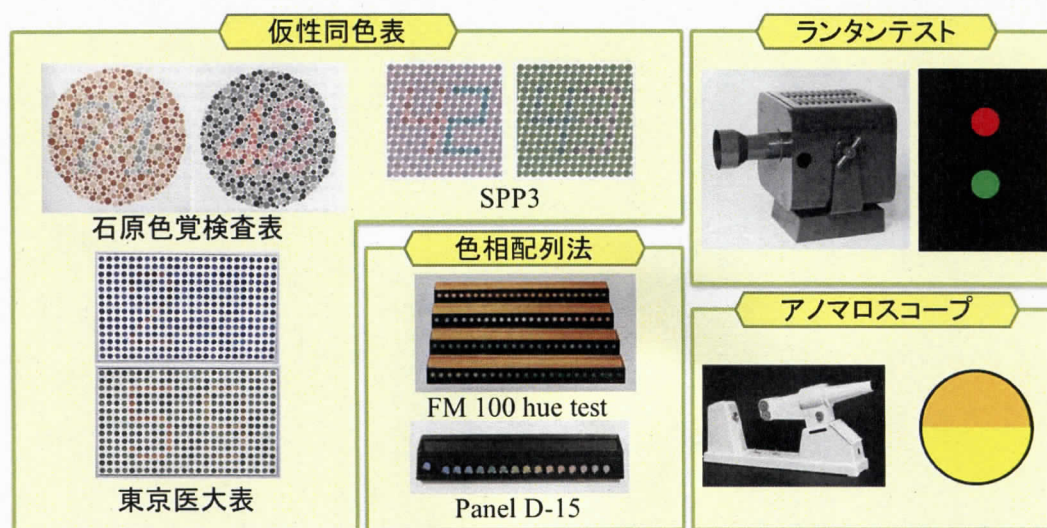 仮性同色表
石原色覚検査表
SPP3
東京医大表
色相配列法
FM 100 hue test
Panel D-15
ランタンテスト
アノマロスコープ